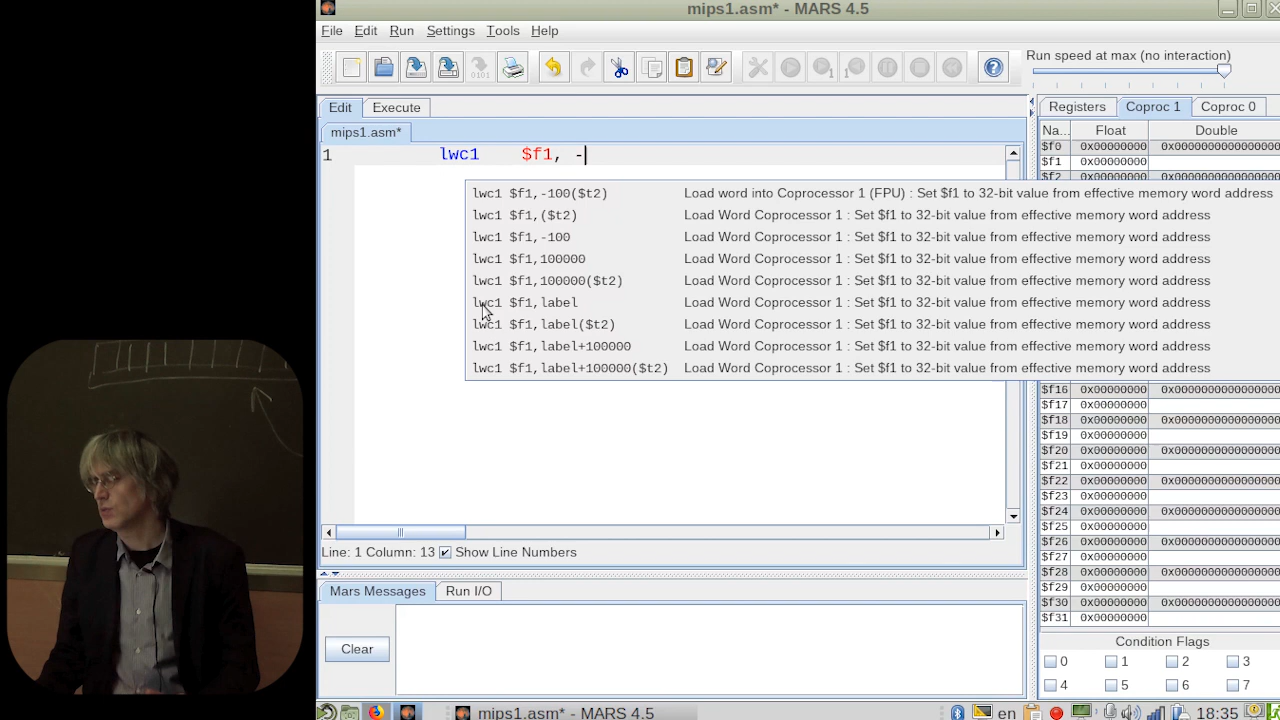 mips1.asm* - MARS 4.5
File Edit Run Settings Tools Help
Run speed at max (no interaction)
Edit Execute
mips1.asm*
1 lwc1 $f1, -
lwc1 $f1,-100($t2) Load word into Coprocessor 1 (FPU) : Set $f1 to 32-bit value from effective memory word address
lwc1 $f1,($t2) Load Word Coprocessor 1 : Set $f1 to 32-bit value from effective memory word address
lwc1 $f1,-100 Load Word Coprocessor 1 : Set $f1 to 32-bit value from effective memory word address
lwc1 $f1,100000 Load Word Coprocessor 1 : Set $f1 to 32-bit value from effective memory word address
lwc1 $f1,100000($t2) Load Word Coprocessor 1 : Set $f1 to 32-bit value from effective memory word address
lwc1 $f1,label Load Word Coprocessor 1 : Set $f1 to 32-bit value from effective memory word address
lwc1 $f1,label($t2) Load Word Coprocessor 1 : Set $f1 to 32-bit value from effective memory word address
lwc1 $f1,label+100000 Load Word Coprocessor 1 : Set $f1 to 32-bit value from effective memory word address
lwc1 $f1,label+100000($t2) Load Word Coprocessor 1 : Set $f1 to 32-bit value from effective memory word address
Line: 1 Column: 13 Show Line Numbers
Mars Messages Run I/O
Clear
Registers Coproc 1 Coproc 0
Na... Float Double
$f0 0x00000000 0x0000000000000000
$f1 0x00000000
$f2 0x00000000 0x0000000000000000
$f16 0x00000000 0x0000000000000000
$f17 0x00000000
$f18 0x00000000 0x0000000000000000
$f19 0x00000000
$f20 0x00000000 0x0000000000000000
$f21 0x00000000
$f22 0x00000000 0x0000000000000000
$f23 0x00000000
$f24 0x00000000 0x0000000000000000
$f25 0x00000000
$f26 0x00000000 0x0000000000000000
$f27 0x00000000
$f28 0x00000000 0x0000000000000000
$f29 0x00000000
$f30 0x00000000 0x0000000000000000
$f31 0x00000000
Condition Flags
0 1 2 3
4 5 6 7
mips1.asm* - MARS 4.5 en 18:35